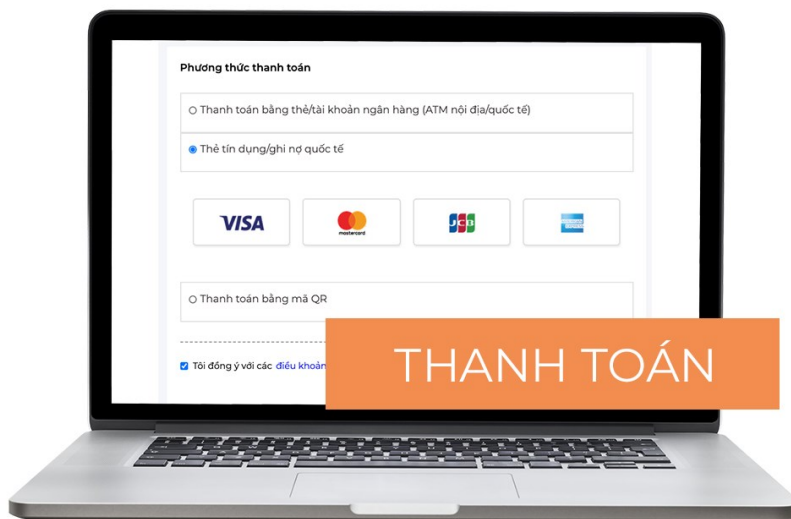 Phương thức thanh toán
Thanh toán bằng thẻ/tài khoản ngân hàng (ATM nội địa/quốc tế)
Thẻ tín dụng/ghi nợ quốc tế
VISA
mastercard
JCB
Thanh toán bằng mã QR
Tôi đồng ý với các điều khoản
THANH TOÁN